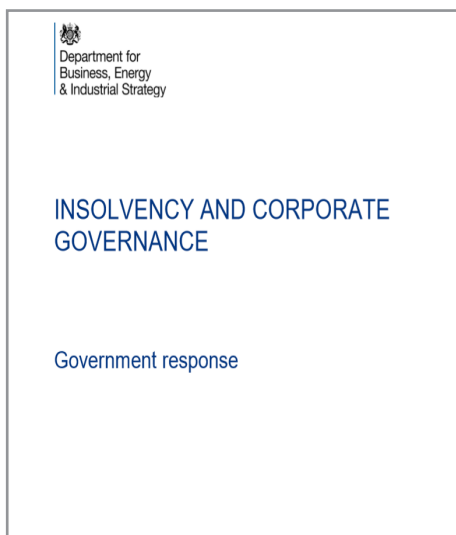 Department for
Business, Energy
& Industrial Strategy
INSOLVENCY AND CORPORATE
GOVERNANCE
Government response